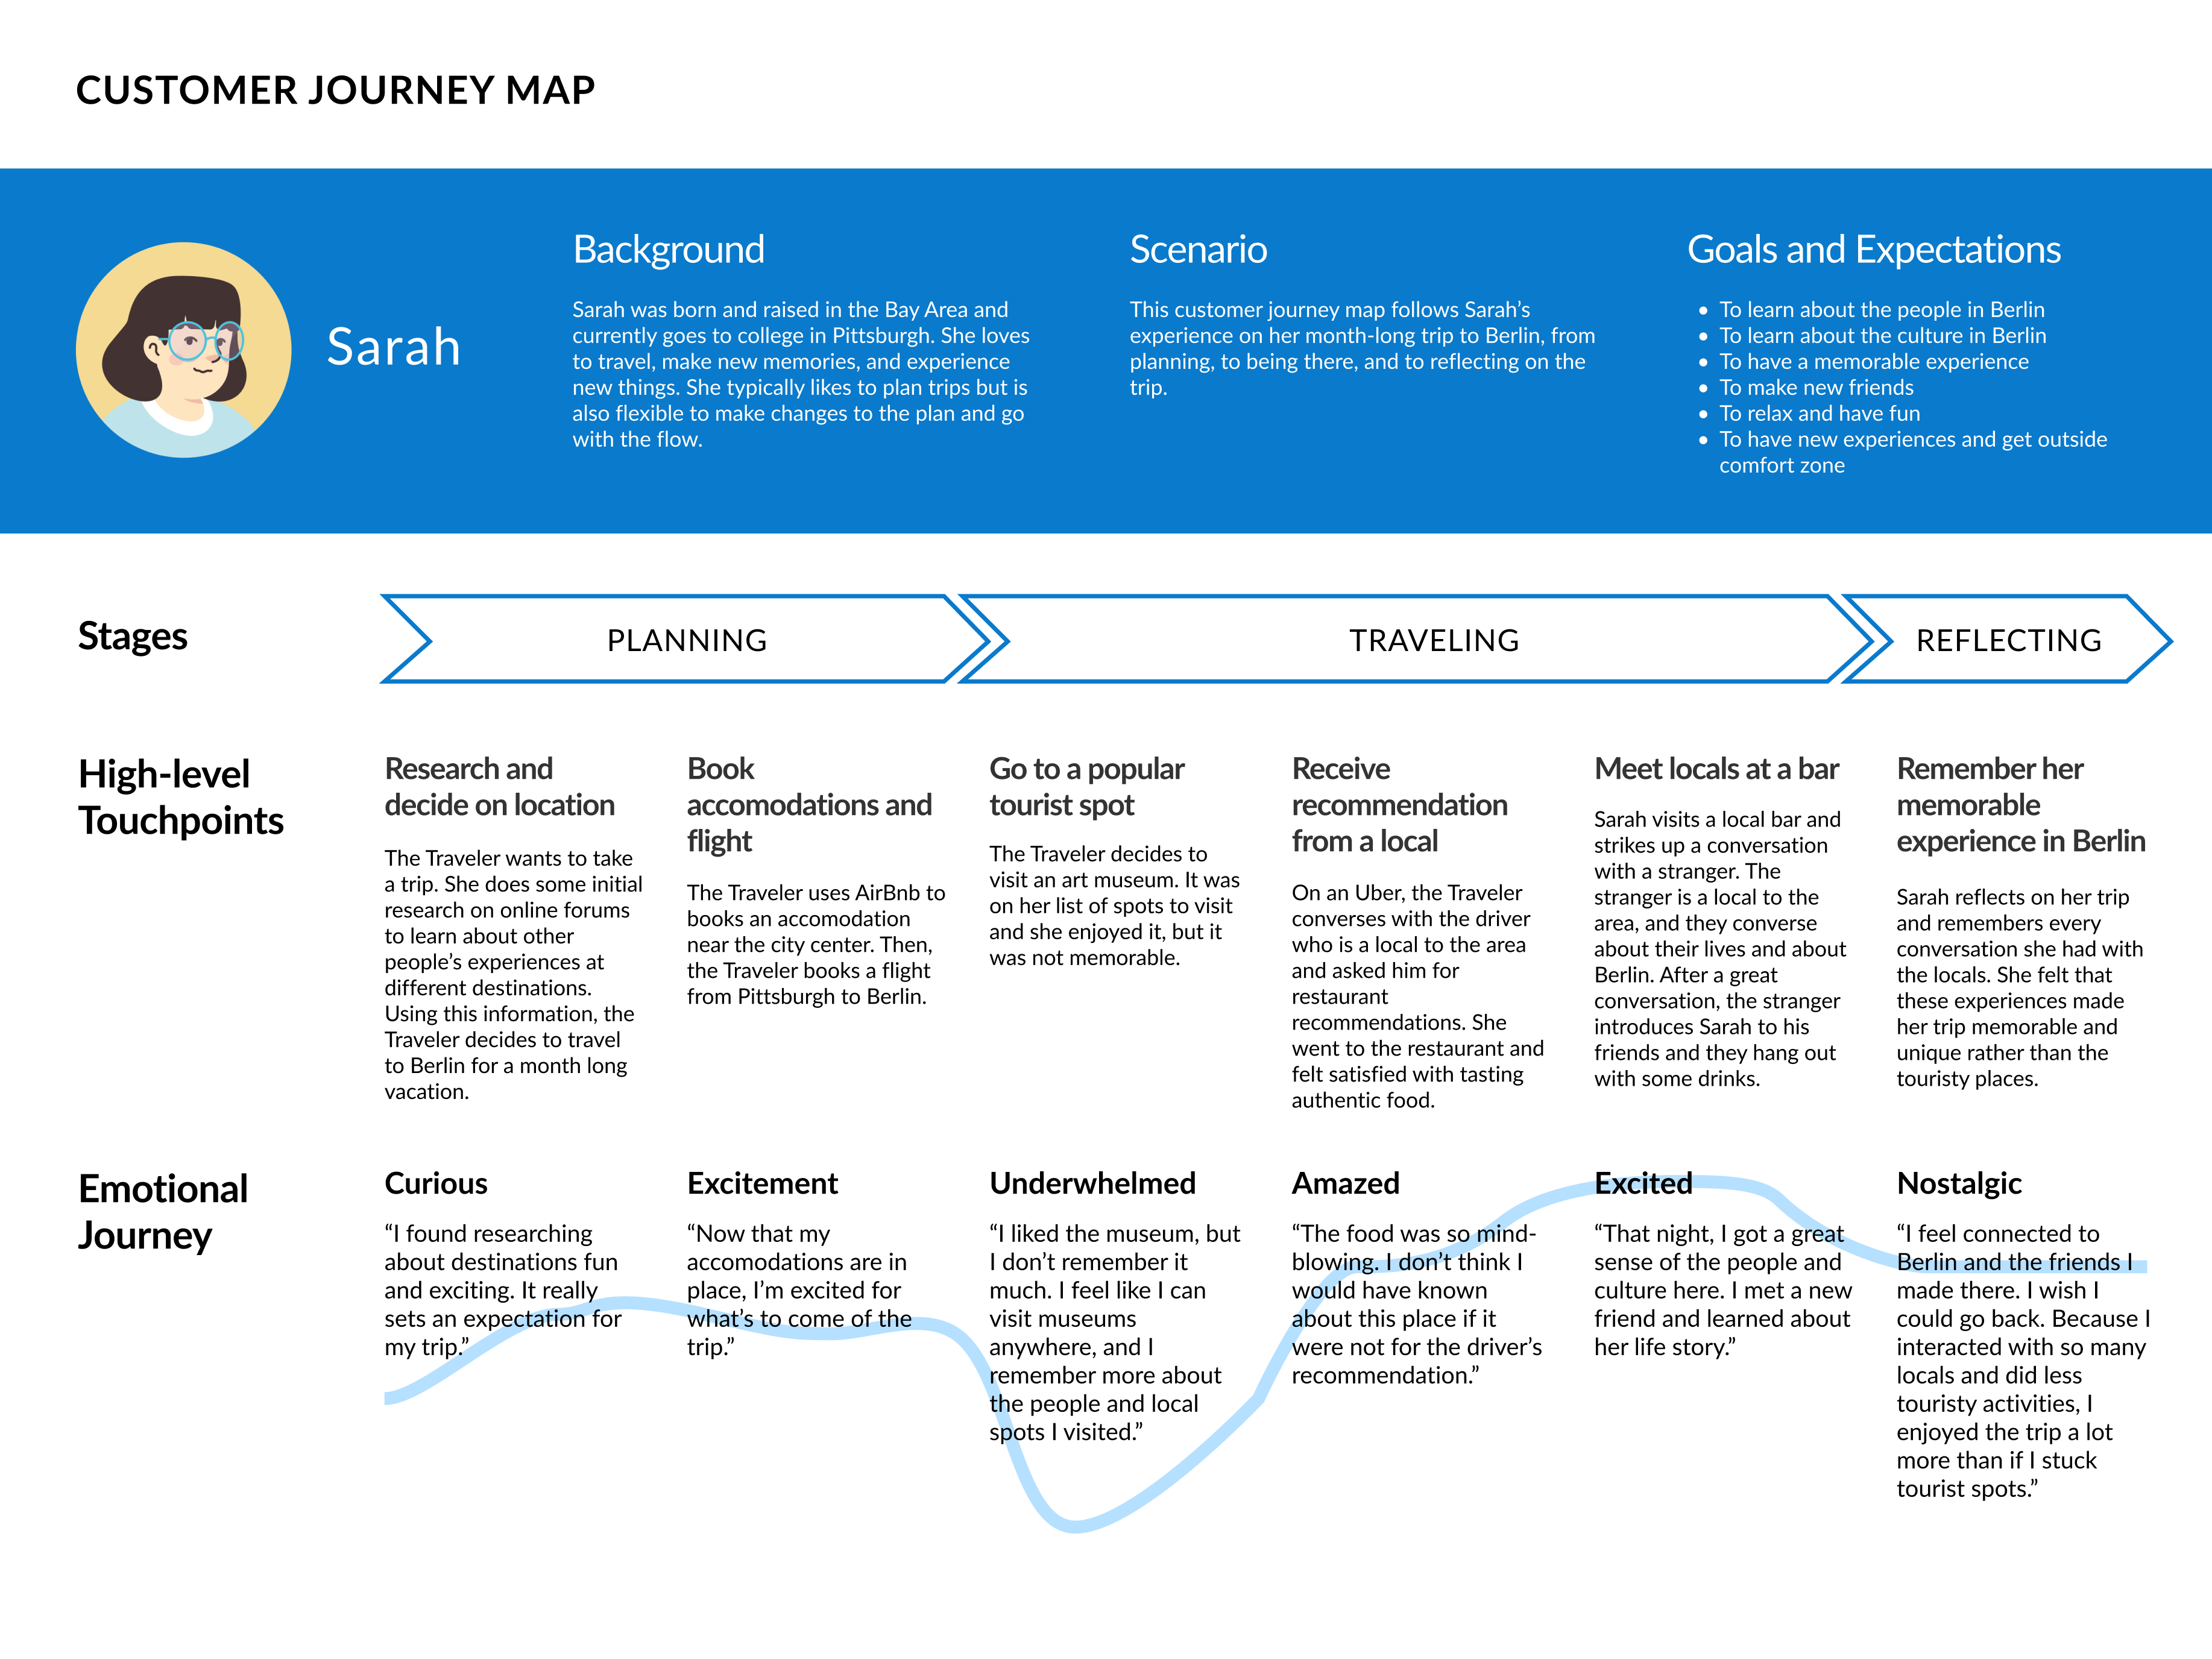 CUSTOMER JOURNEY MAP
Sarah
Background
Sarah was born and raised in the Bay Area and
currently goes to college in Pittsburgh. She loves
to travel, make new memories, and experience
new things. She typically likes to plan trips but is
also flexible to make changes to the plan and go
with the flow.
Scenario
This customer journey map follows Sarah’s
experience on her month-long trip to Berlin, from
planning, to being there, and to reflecting on the
trip.
Goals and Expectations
• To learn about the people in Berlin
• To learn about the culture in Berlin
• To have a memorable experience
• To make new friends
• To relax and have fun
• To have new experiences and get outside
comfort zone
Stages
PLANNING
TRAVELING
REFLECTING
High-level
Touchpoints
Research and
decide on location
The Traveler wants to take
a trip. She does some initial
research on online forums
to learn about other
people’s experiences at
different destinations.
Using this information, the
Traveler decides to travel
to Berlin for a month long
vacation.
Book
accomodations and
flight
The Traveler uses AirBnb to
books an accomodation
near the city center. Then,
the Traveler books a flight
from Pittsburgh to Berlin.
Go to a popular
tourist spot
The Traveler decides to
visit an art museum. It was
on her list of spots to visit
and she enjoyed it, but it
was not memorable.
Receive
recommendation
from a local
On an Uber, the Traveler
converses with the driver
who is a local to the area
and asked him for
restaurant
recommendations. She
went to the restaurant and
felt satisfied with tasting
authentic food.
Meet locals at a bar
Sarah visits a local bar and
strikes up a conversation
with a stranger. The
stranger is a local to the
area, and they converse
about their lives and about
Berlin. After a great
conversation, the stranger
introduces Sarah to his
friends and they hang out
with some drinks.
Remember her
memorable
experience in Berlin
Sarah reflects on her trip
and remembers every
conversation she had with
the locals. She felt that
these experiences made
her trip memorable and
unique rather than the
touristy places.
Emotional
Journey
Curious
“I found researching
about destinations fun
and exciting. It really
sets an expectation for
my trip.”
Excitement
“Now that my
accomodations are in
place, I’m excited for
what’s to come of the
trip.”
Underwhelmed
“I liked the museum, but
I don’t remember it
much. I feel like I can
visit museums
anywhere, and I
remember more about
the people and local
spots I visited.”
Amazed
“The food was so mind-
blowing. I don’t think I
would have known
about this place if it
were not for the driver’s
recommendation.”
Excited
“That night, I got a great
sense of the people and
culture here. I met a new
friend and learned about
her life story.”
Nostalgic
“I feel connected to
Berlin and the friends I
made there. I wish I
could go back. Because I
interacted with so many
locals and did less
touristy activities, I
enjoyed the trip a lot
more than if I stuck
tourist spots.”